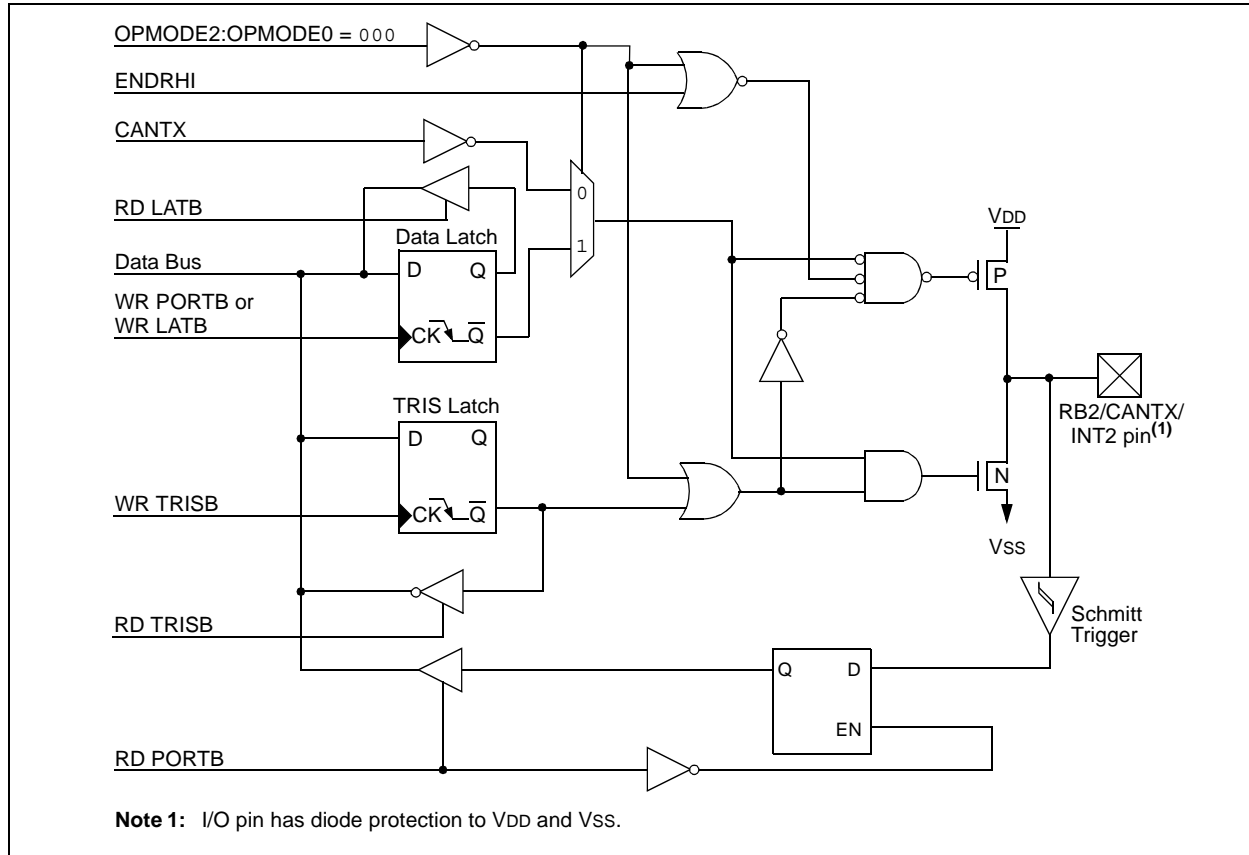 OPMODE2:OPMODE0 = 000
ENDRHI
CANTX
0
RD LATB
VDD
Data Latch
1
Data Bus
D Q
P
WR PORTB or
WR LATB
CK Q
TRIS Latch
RB2/CANTX/
INT2 pin(1)
D Q
N
WR TRISB
CK Q
VSS
Schmitt
Trigger
RD TRISB
Q D
EN
RD PORTB
Note 1: I/O pin has diode protection to VDD and VSS.